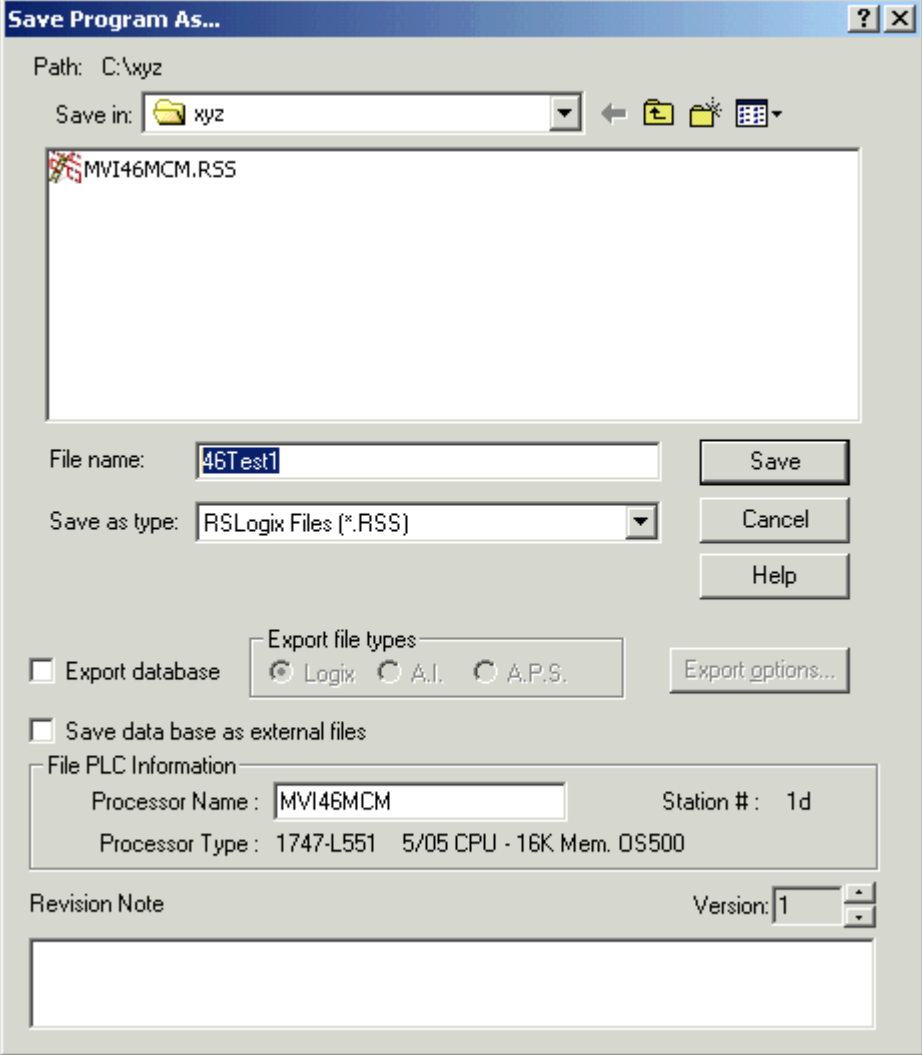 Save Program As...
Path: C:\xyz
Save in: xyz
MVI46MCM.RSS
File name: 46Test1 Save
Save as type: RSLogix Files (*.RSS) Cancel
Help
Export file types
Export database Logix A.I. A.P.S. Export options...
Save data base as external files
File PLC Information
Processor Name : MVI46MCM Station # : 1d
Processor Type : 1747-L551 5/05 CPU - 16K Mem. OS500
Revision Note Version: 1